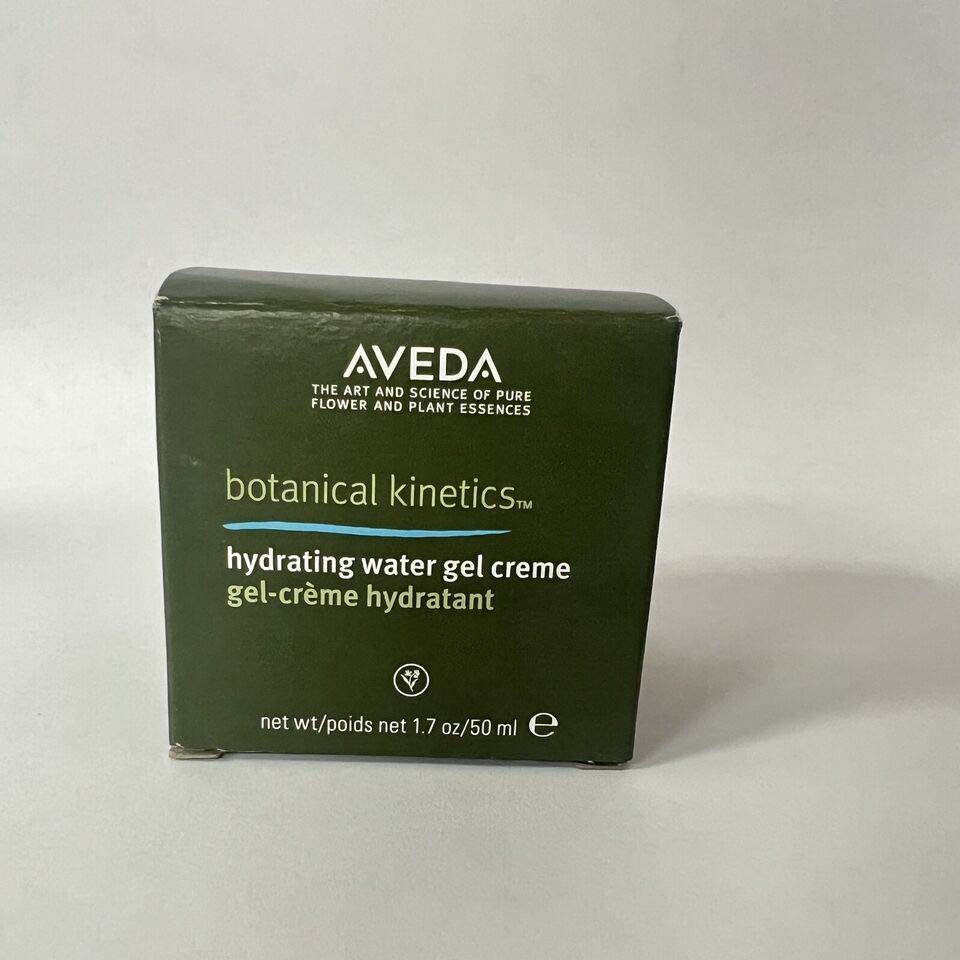 AVEDA
THE ART AND SCIENCE OF PURE
FLOWER AND PLANT ESSENCES
botanical kinetics™
hydrating water gel creme
gel-crème hydratant
net wt/poids net 1.7 oz/50 ml ℮